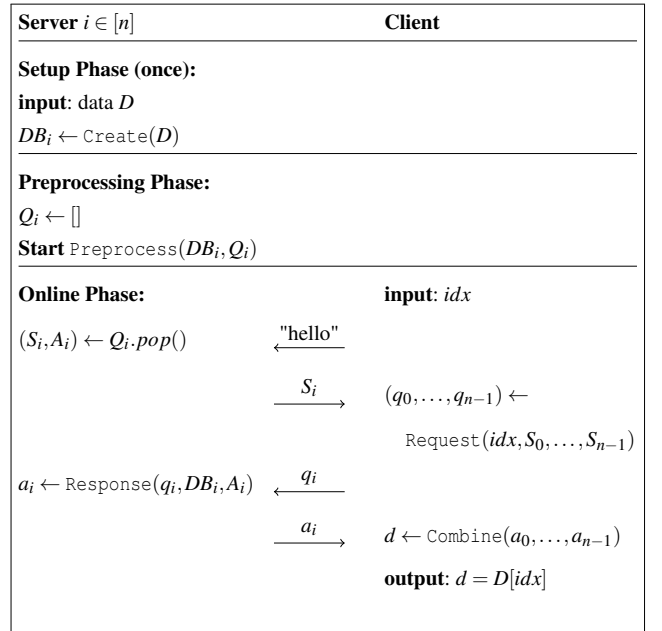 Server i ∈ [n] Client
Setup Phase (once):
input: data D
DB_i ← Create(D)
Preprocessing Phase:
Q_i ← []
Start Preprocess(DB_i, Q_i)
Online Phase: input: idx
(S_i, A_i) ← Q_i.pop() "hello"
S_i (q_0, ..., q_{n−1}) ←
Request(idx, S_0, ..., S_{n−1})
a_i ← Response(q_i, DB_i, A_i) q_i
a_i d ← Combine(a_0, ..., a_{n−1})
output: d = D[idx]